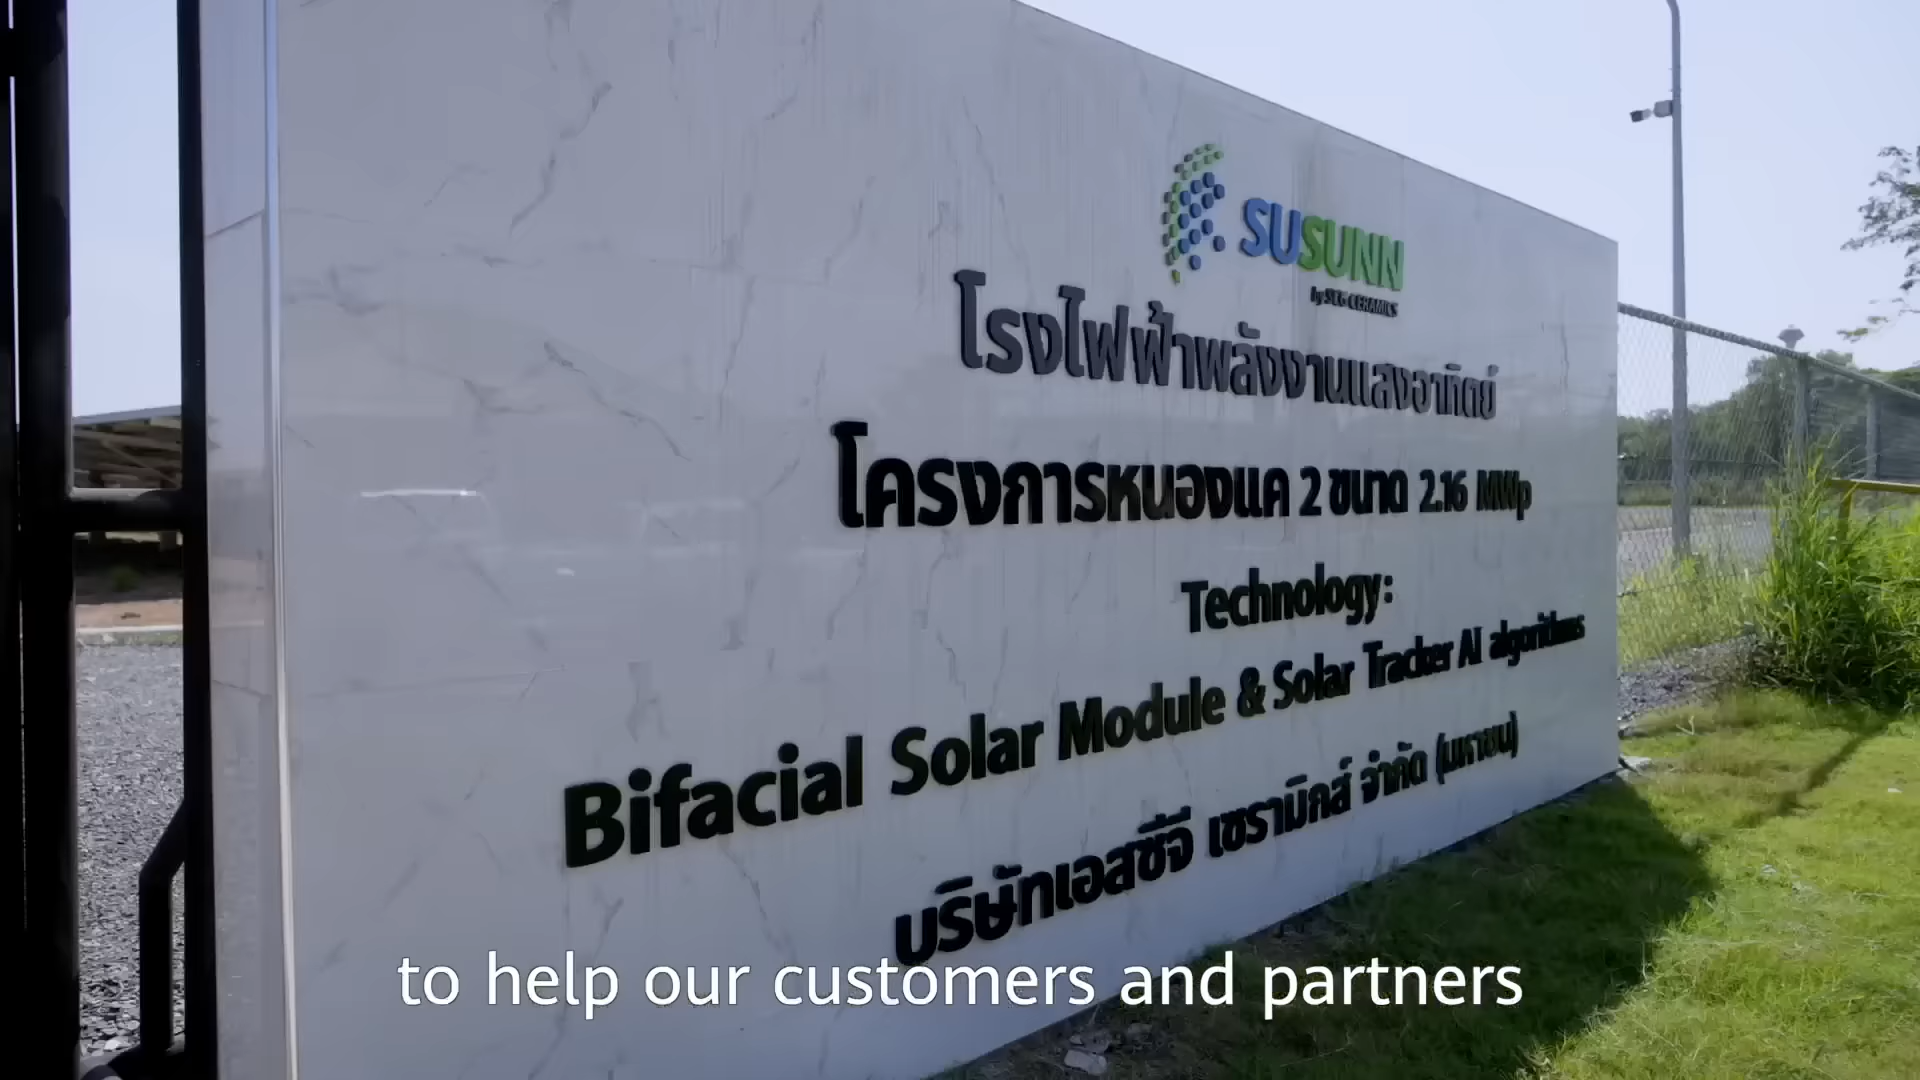 SUSUNN
by SCG CERAMICS
โรงไฟฟ้าพลังงานแสงอาทิตย์
โครงการหนองแค 2 ขนาด 2.16 MWp
Technology:
Bifacial Solar Module & Solar Tracker AI algorithms
บริษัทเอสซีจี เซรามิกส์ จำกัด (มหาชน)
to help our customers and partners